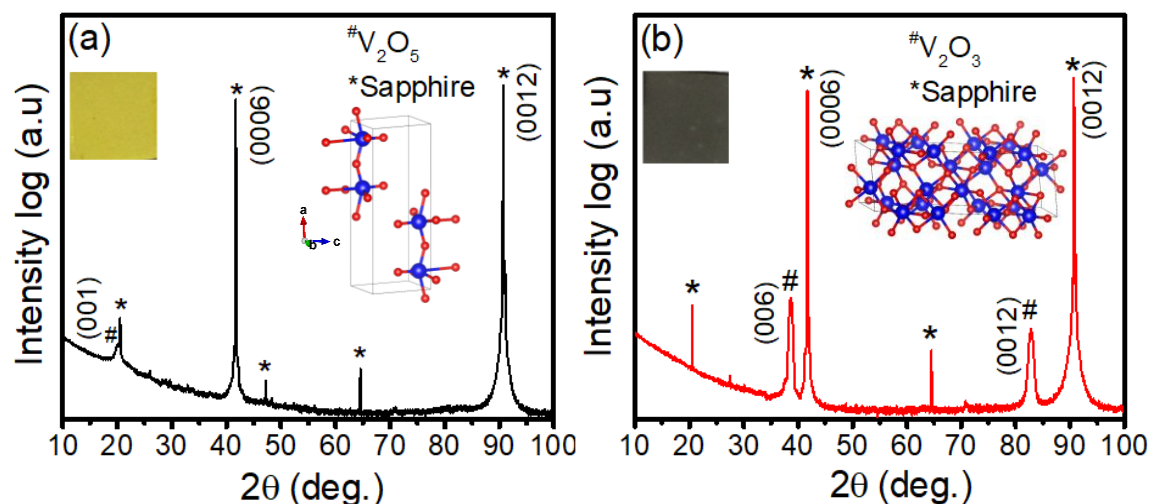 (a)
#V2O5
*Sapphire
(001)
#
*
*
(0006)
*
*
*
(0012)
a
b
c
Intensity log (a.u)
10 20 30 40 50 60 70 80 90 100
2θ (deg.)
(b)
#V2O3
*Sapphire
*
(006)
#
*
(0006)
*
(0012)
#
*
(0012)
Intensity log (a.u)
10 20 30 40 50 60 70 80 90 100
2θ (deg.)